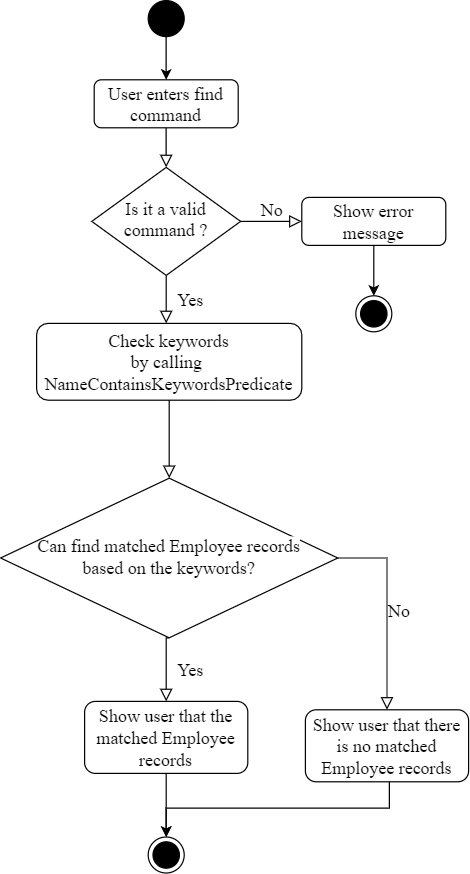 User enters find
command
Is it a valid
command ?
No
Show error
message
Yes
Check keywords
by calling
NameContainsKeywordsPredicate
Can find matched Employee records
based on the keywords?
No
Yes
Show user that the
matched Employee
records
Show user that there
is no matched
Employee records